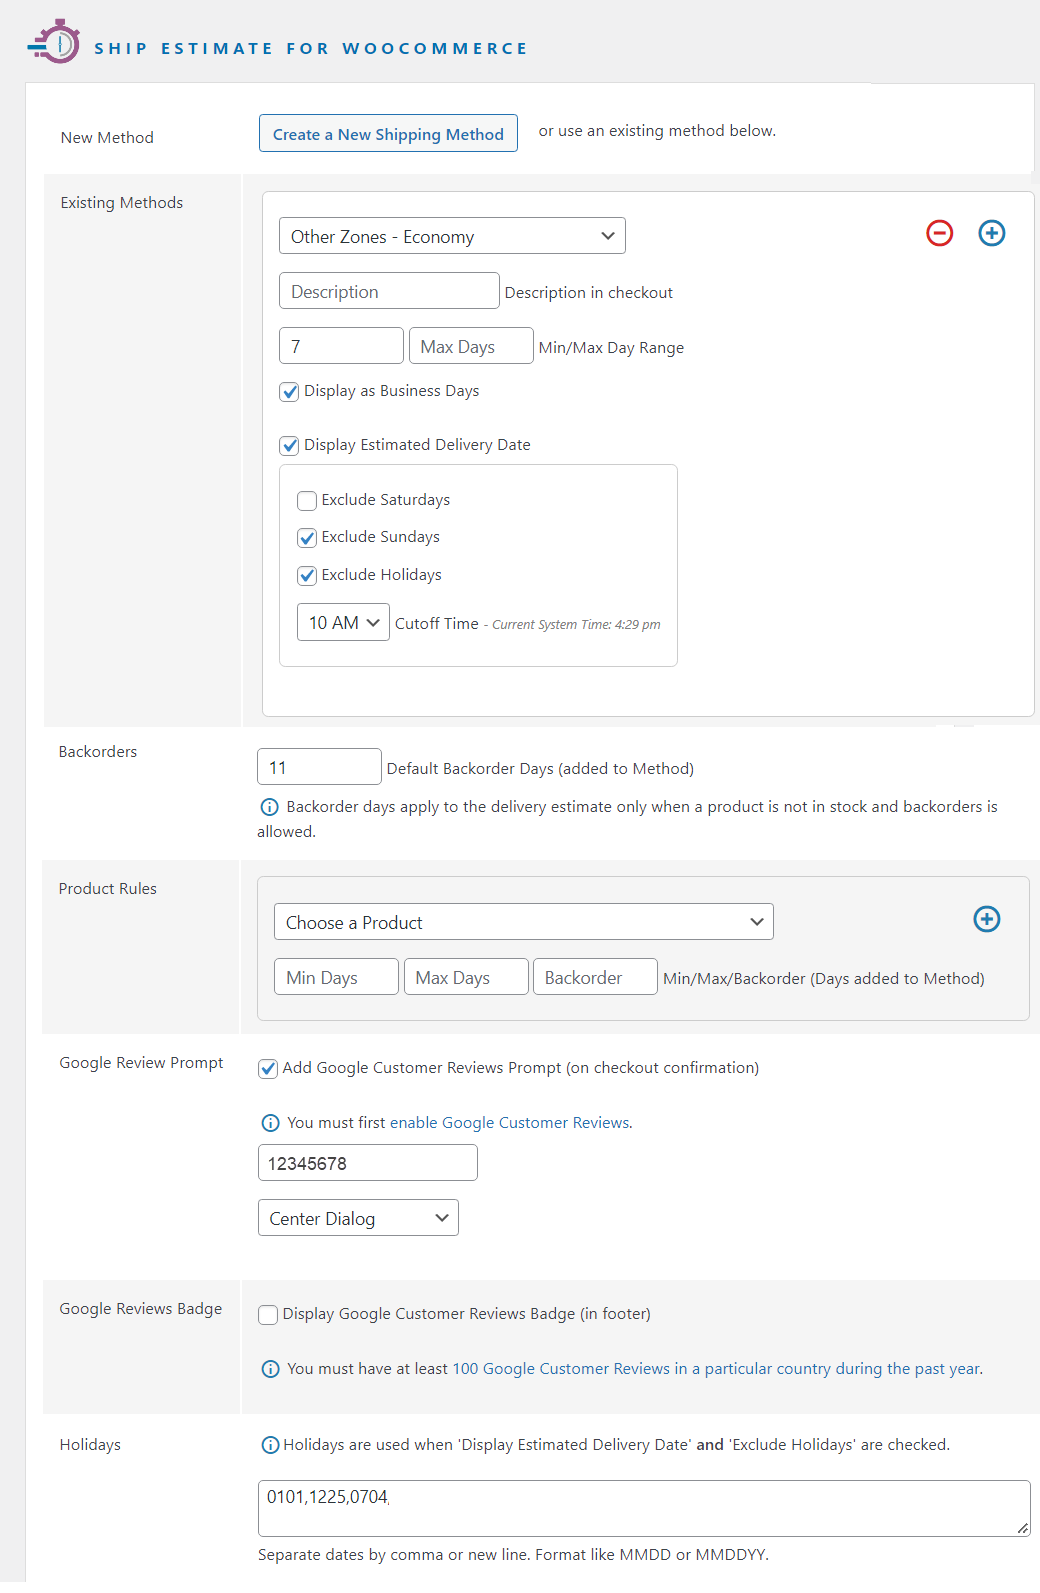 SHIP ESTIMATE FOR WOOCOMMERCE
New Method
Create a New Shipping Method
or use an existing method below.
Existing Methods
Other Zones - Economy
Description
Description in checkout
7
Max Days
Min/Max Day Range
Display as Business Days
Display Estimated Delivery Date
Exclude Saturdays
Exclude Sundays
Exclude Holidays
10 AM
Cutoff Time - Current System Time: 4:29 pm
Backorders
11
Default Backorder Days (added to Method)
Backorder days apply to the delivery estimate only when a product is not in stock and backorders is
allowed.
Product Rules
Choose a Product
Min Days
Max Days
Backorder
Min/Max/Backorder (Days added to Method)
Google Review Prompt
Add Google Customer Reviews Prompt (on checkout confirmation)
You must first enable Google Customer Reviews.
12345678
Center Dialog
Google Reviews Badge
Display Google Customer Reviews Badge (in footer)
You must have at least 100 Google Customer Reviews in a particular country during the past year.
Holidays
Holidays are used when 'Display Estimated Delivery Date' and 'Exclude Holidays' are checked.
0101,1225,0704,
Separate dates by comma or new line. Format like MMDD or MMDDYY.